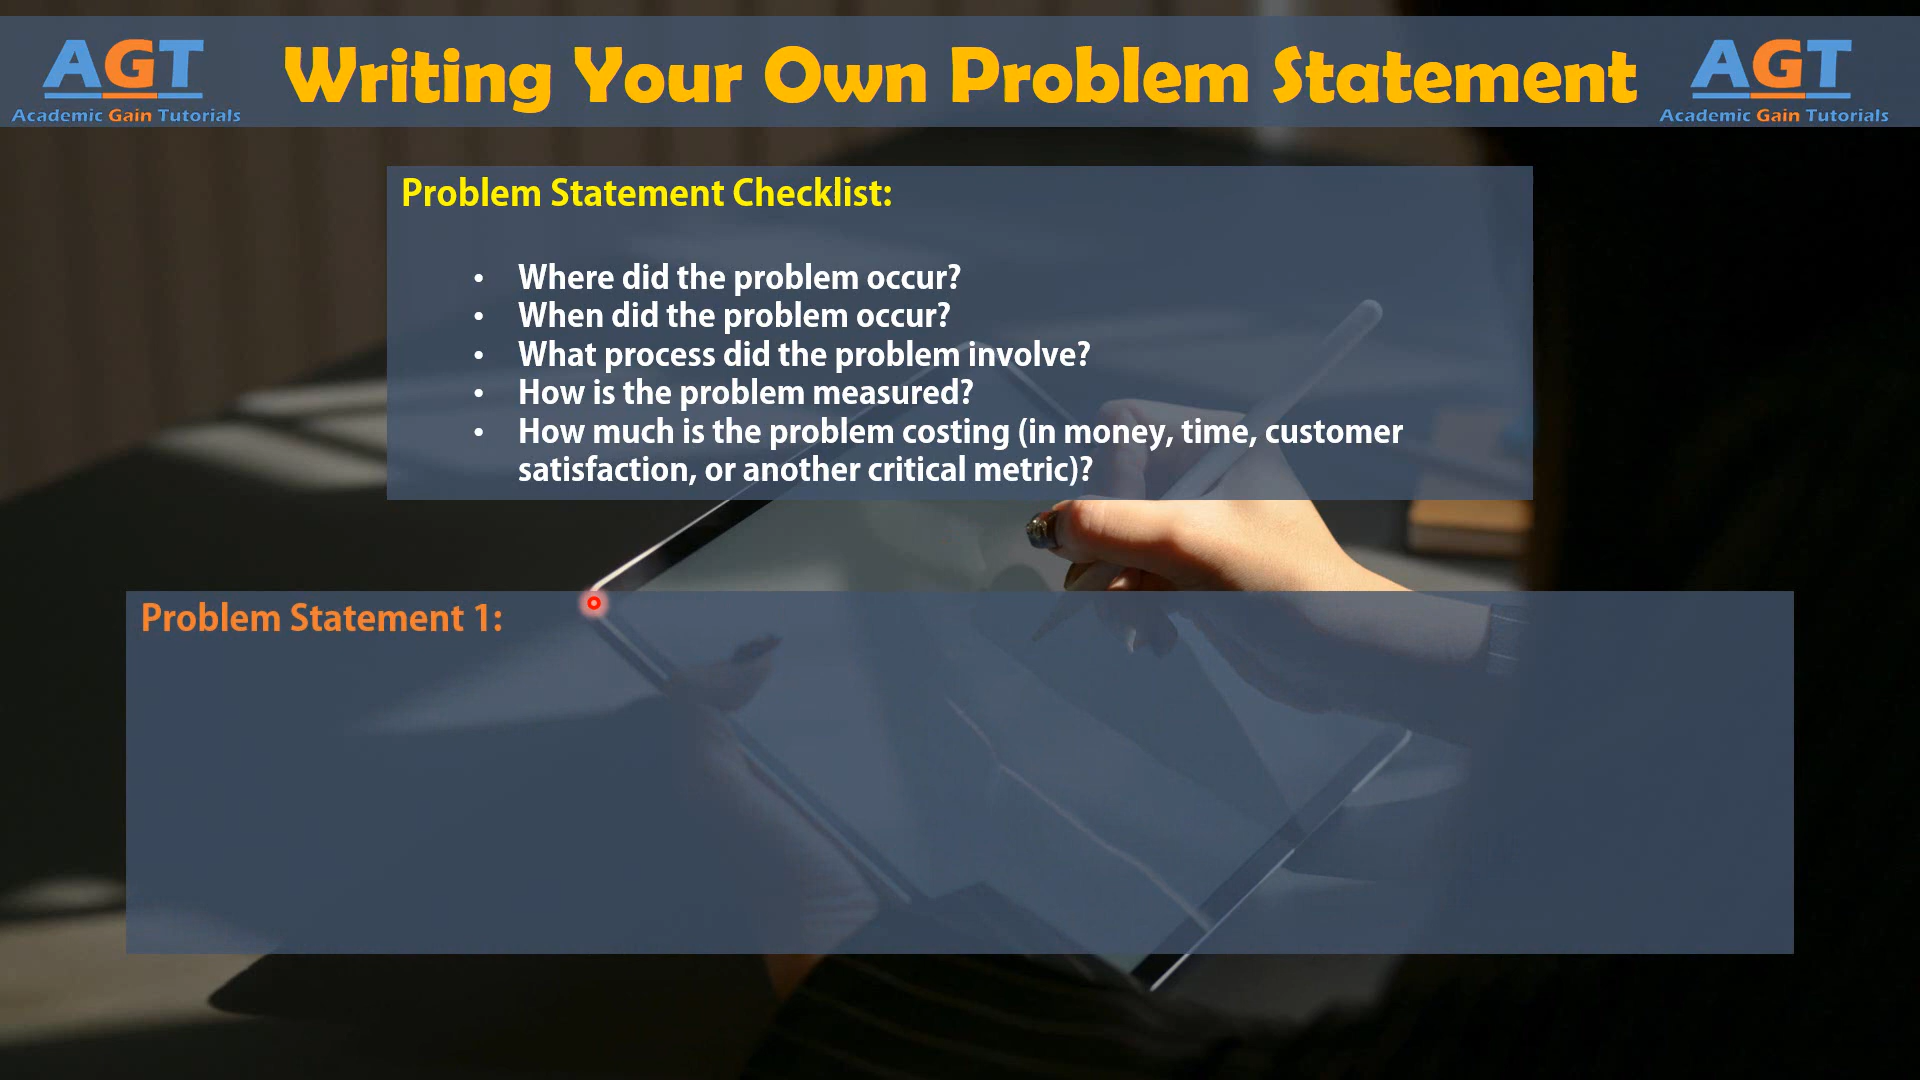 AGT
Academic Gain Tutorials
Writing Your Own Problem Statement
AGT
Academic Gain Tutorials
Problem Statement Checklist:
• Where did the problem occur?
• When did the problem occur?
• What process did the problem involve?
• How is the problem measured?
• How much is the problem costing (in money, time, customer
satisfaction, or another critical metric)?
Problem Statement 1: